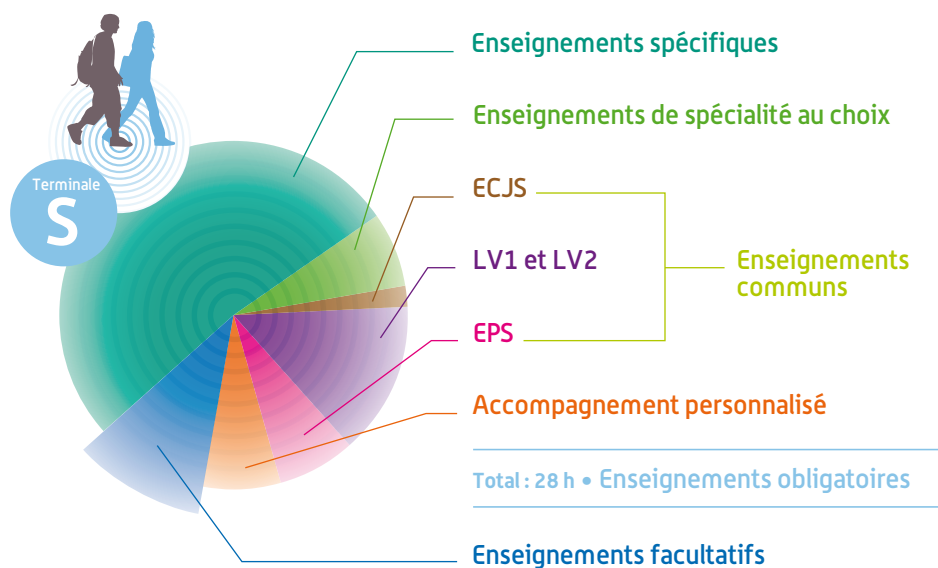 Terminale
S
Enseignements spécifiques
Enseignements de spécialité au choix
ECJS
LV1 et LV2
EPS
Enseignements
communs
Accompagnement personnalisé
Total : 28 h • Enseignements obligatoires
Enseignements facultatifs